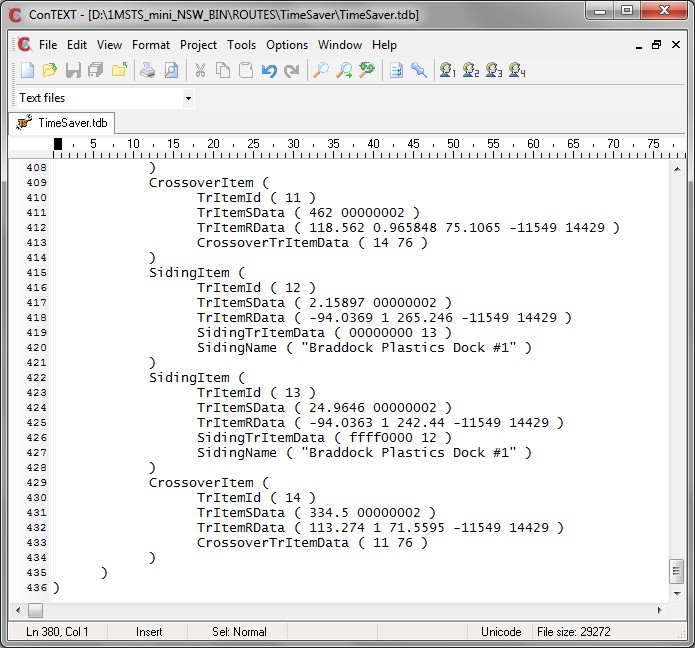 ConTEXT - [D:\1MSTS_mini_NSW_BIN\ROUTES\TimeSaver\TimeSaver.tdb]
File Edit View Format Project Tools Options Window Help
Text files
TimeSaver.tdb
5 10 15 20 25 30 35 40 45 50 55 60 65 70 75
408 )
409 CrossoverItem (
410 TrItemId ( 11 )
411 TrItemSData ( 462 00000002 )
412 TrItemRData ( 118.562 0.965848 75.1065 -11549 14429 )
413 CrossoverTrItemData ( 14 76 )
414 )
415 SidingItem (
416 TrItemId ( 12 )
417 TrItemSData ( 2.15897 00000002 )
418 TrItemRData ( -94.0369 1 265.246 -11549 14429 )
419 SidingTrItemData ( 00000000 13 )
420 SidingName ( "Braddock Plastics Dock #1" )
421 )
422 SidingItem (
423 TrItemId ( 13 )
424 TrItemSData ( 24.9646 00000002 )
425 TrItemRData ( -94.0363 1 242.44 -11549 14429 )
426 SidingTrItemData ( ffff0000 12 )
427 SidingName ( "Braddock Plastics Dock #1" )
428 )
429 CrossoverItem (
430 TrItemId ( 14 )
431 TrItemSData ( 334.5 00000002 )
432 TrItemRData ( 113.274 1 71.5595 -11549 14429 )
433 CrossoverTrItemData ( 11 76 )
434 )
435 )
436 )
Ln 380, Col 1 Insert Sel: Normal Unicode File size: 29272